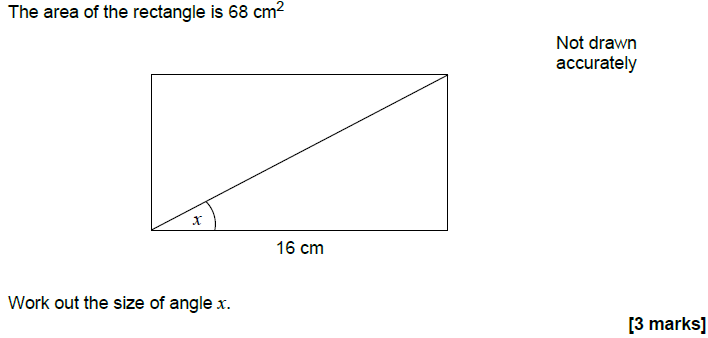 The area of the rectangle is 68 cm²
Not drawn
accurately
x
16 cm
Work out the size of angle x.
[3 marks]